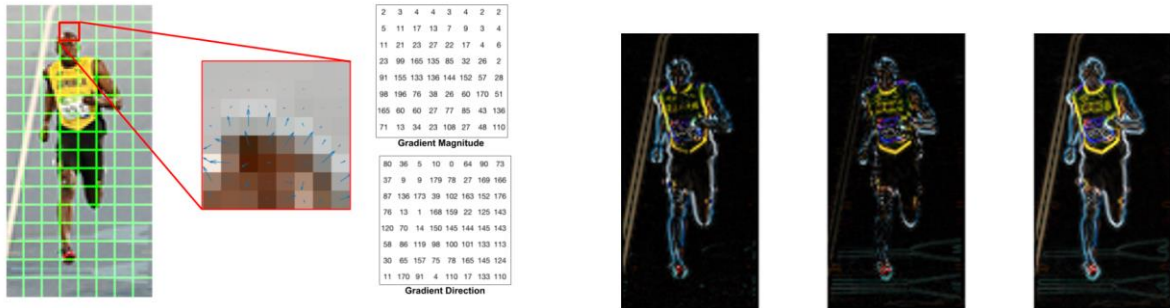 2 3 4 4 3 4 2 2
5 11 17 13 7 9 3 4
11 21 23 27 22 17 4 6
23 99 165 135 85 32 26 2
91 155 133 136 144 152 57 28
98 196 76 38 26 60 170 51
165 60 60 27 77 85 43 136
71 13 34 23 108 27 48 110
Gradient Magnitude
80 36 5 10 0 64 90 73
37 9 9 179 78 27 169 166
87 136 173 39 102 163 152 176
76 13 1 168 159 22 125 143
120 70 14 150 145 144 145 143
58 86 119 98 100 101 133 113
30 65 157 75 78 165 145 124
11 170 91 4 110 17 133 110
Gradient Direction